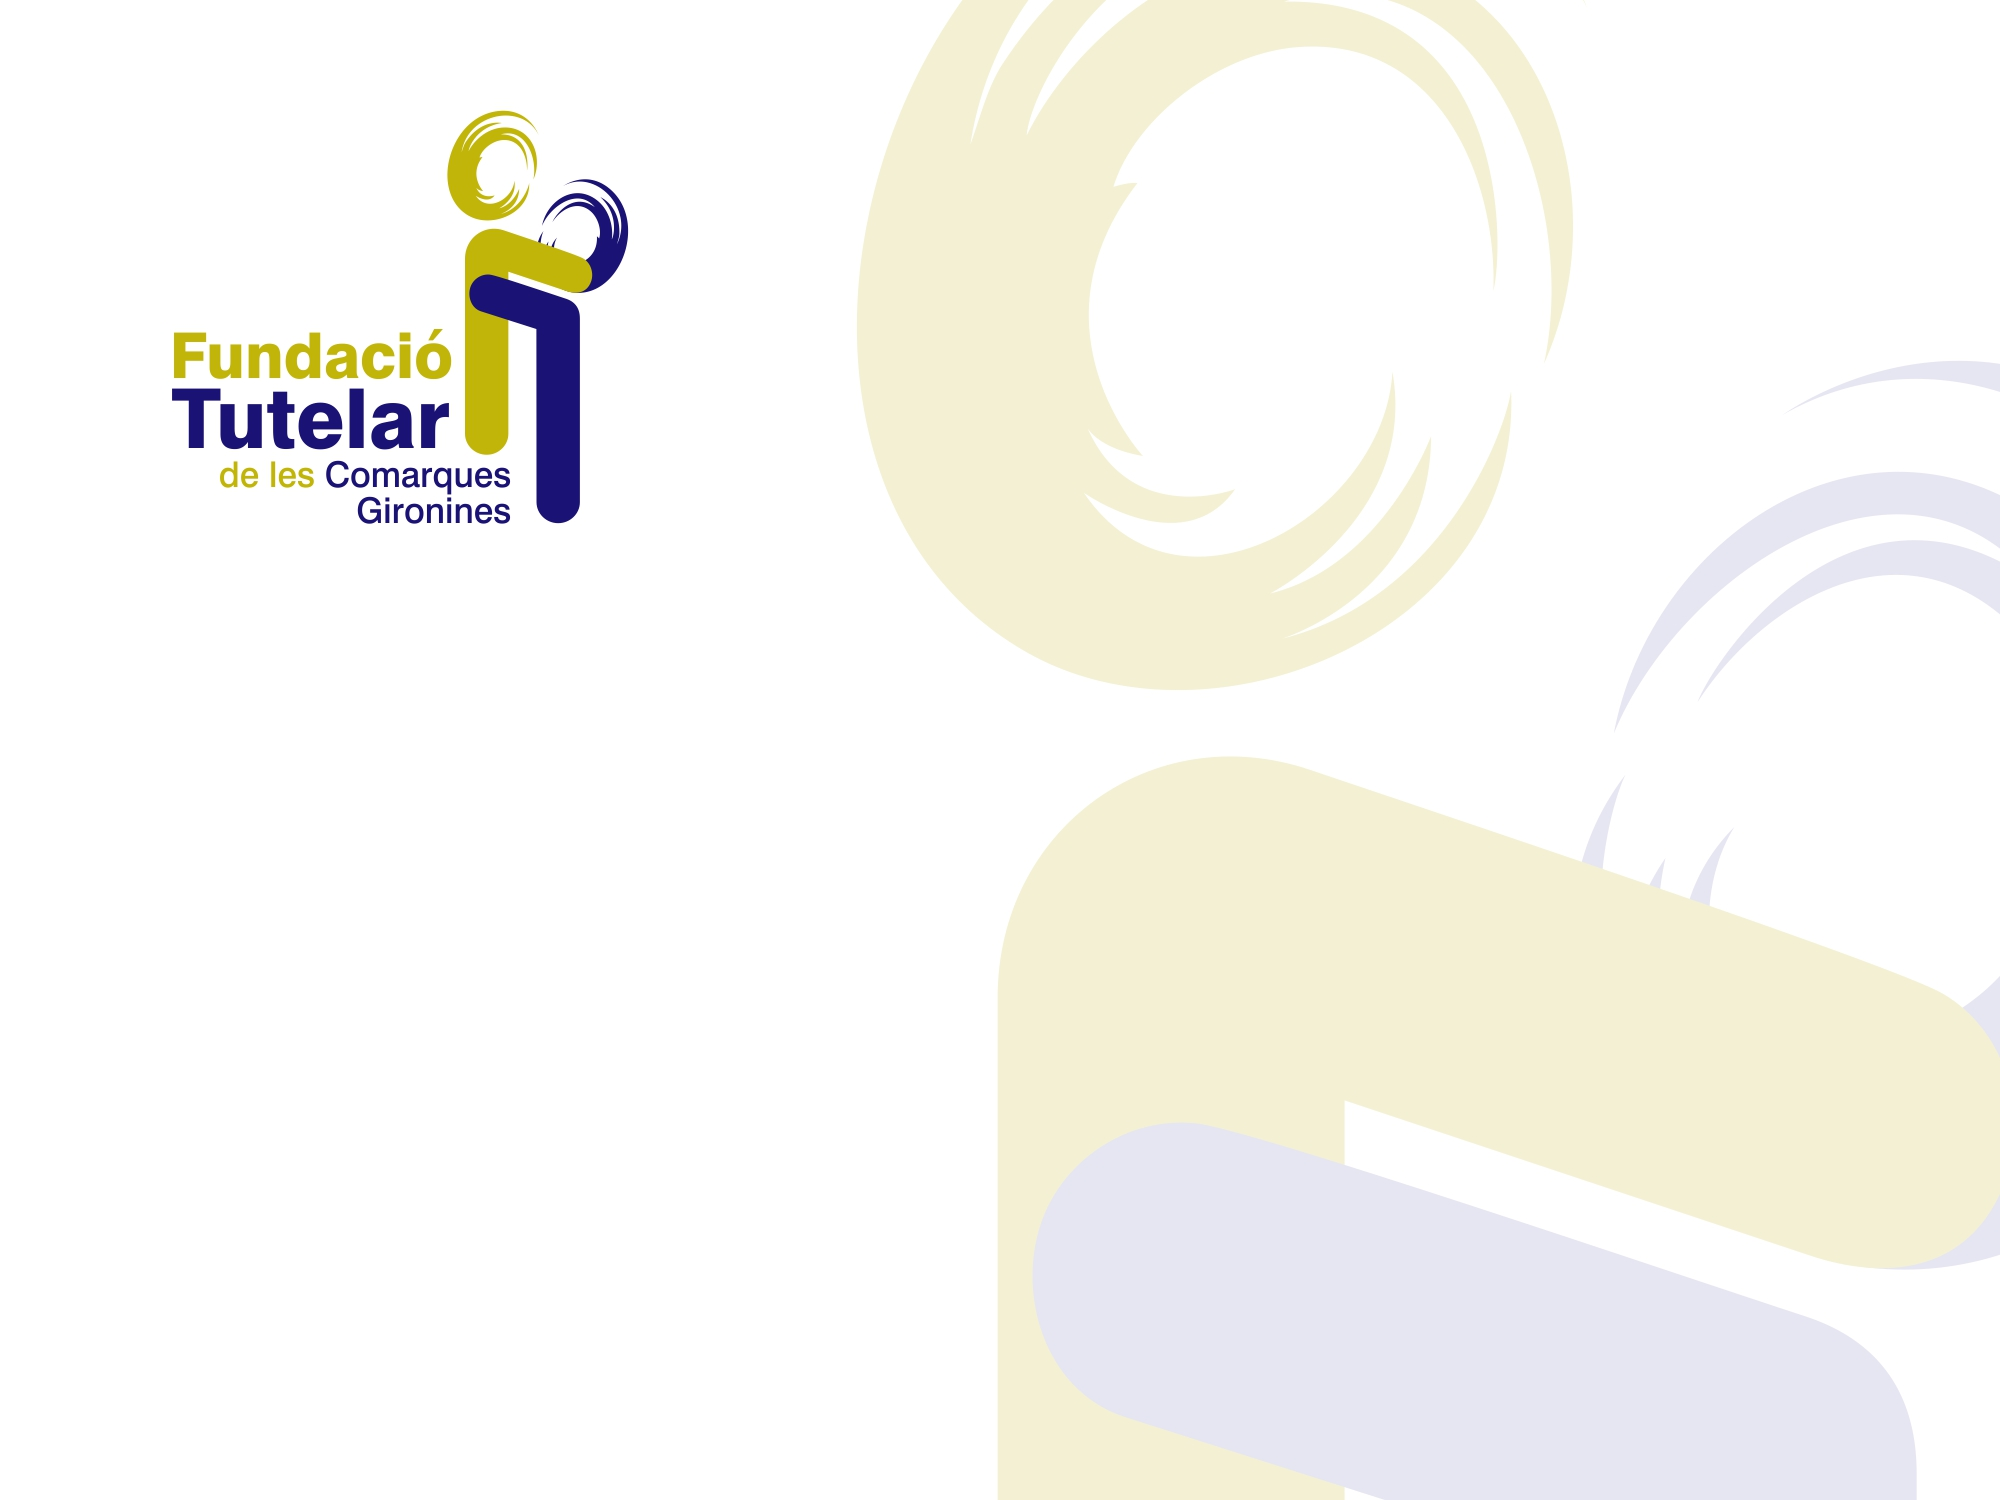 Fundació
Tutelar
de les Comarques
Gironines